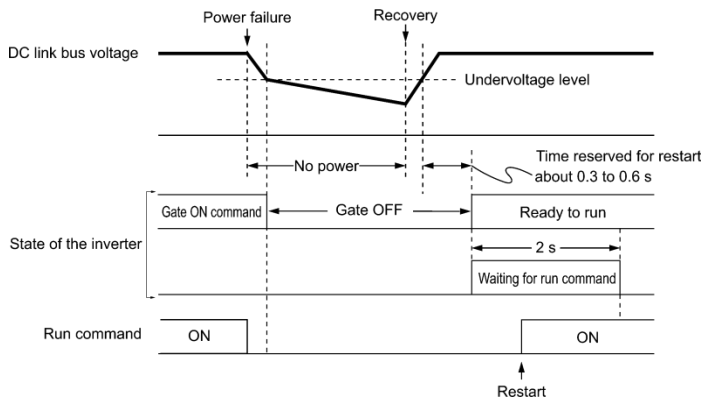 Power failure
Recovery
DC link bus voltage
Undervoltage level
No power
Time reserved for restart
about 0.3 to 0.6 s
State of the inverter
Gate ON command
Gate OFF
Ready to run
2 s
Waiting for run command
Run command
ON
ON
Restart